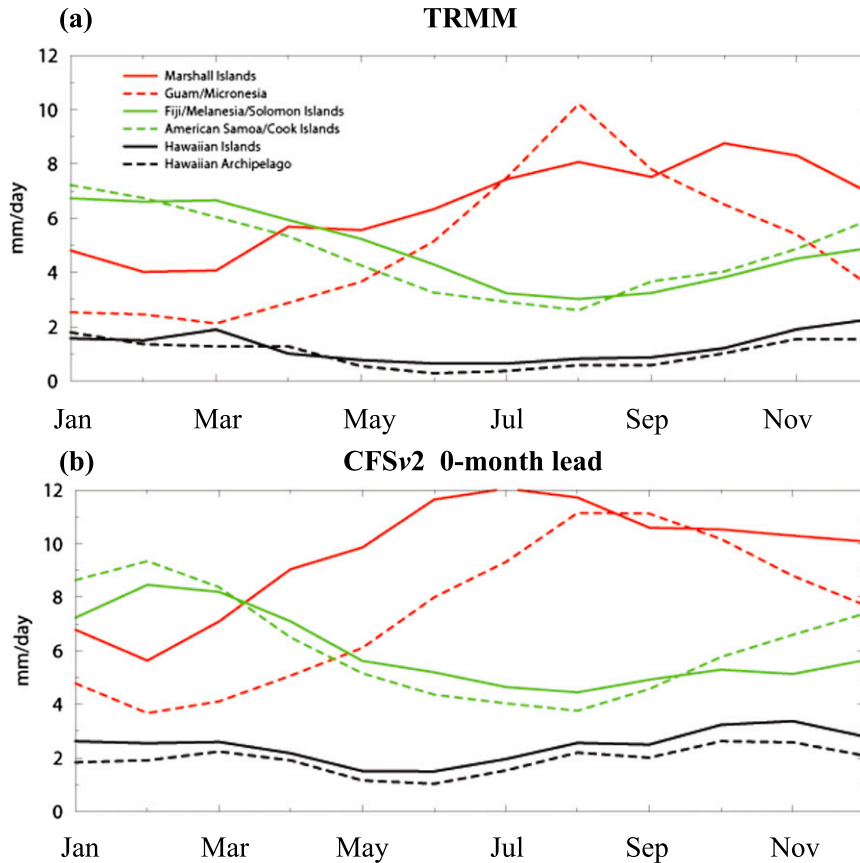 (a) TRMM
12
10
8
6
4
2
0
mm/day
Marshall Islands
Guam/Micronesia
Fiji/Melanesia/Solomon Islands
American Samoa/Cook Islands
Hawaiian Islands
Hawaiian Archipelago
Jan Mar May Jul Sep Nov
(b) CFSv2 0-month lead
12
10
8
6
4
2
0
mm/day
Jan Mar May Jul Sep Nov